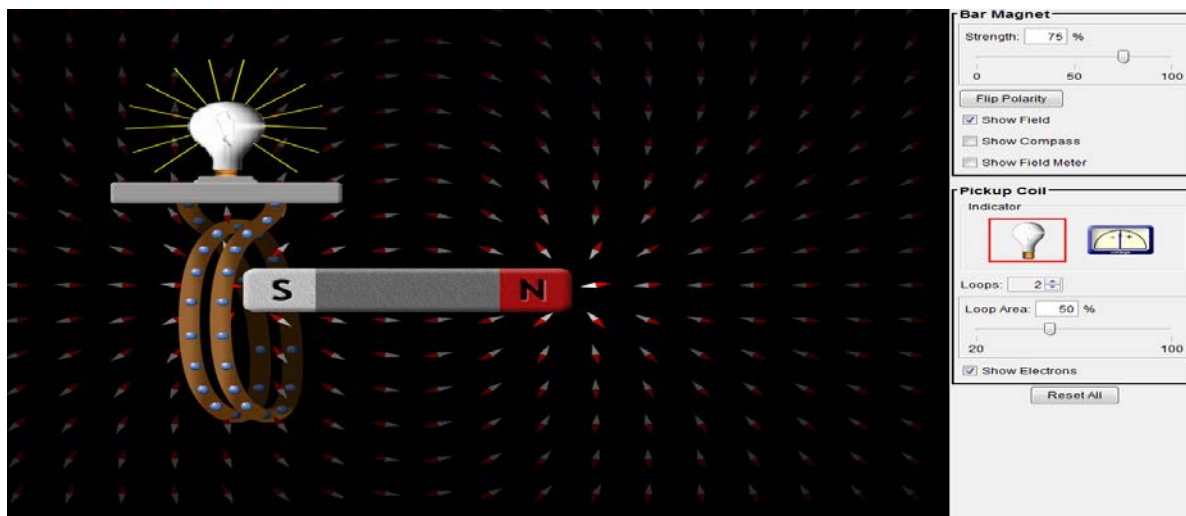 Bar Magnet
Strength: 75 %
0 50 100
Flip Polarity
Show Field
Show Compass
Show Field Meter
Pickup Coil
Indicator
- +
Loops: 2
Loop Area: 50 %
20 100
Show Electrons
Reset All
S N